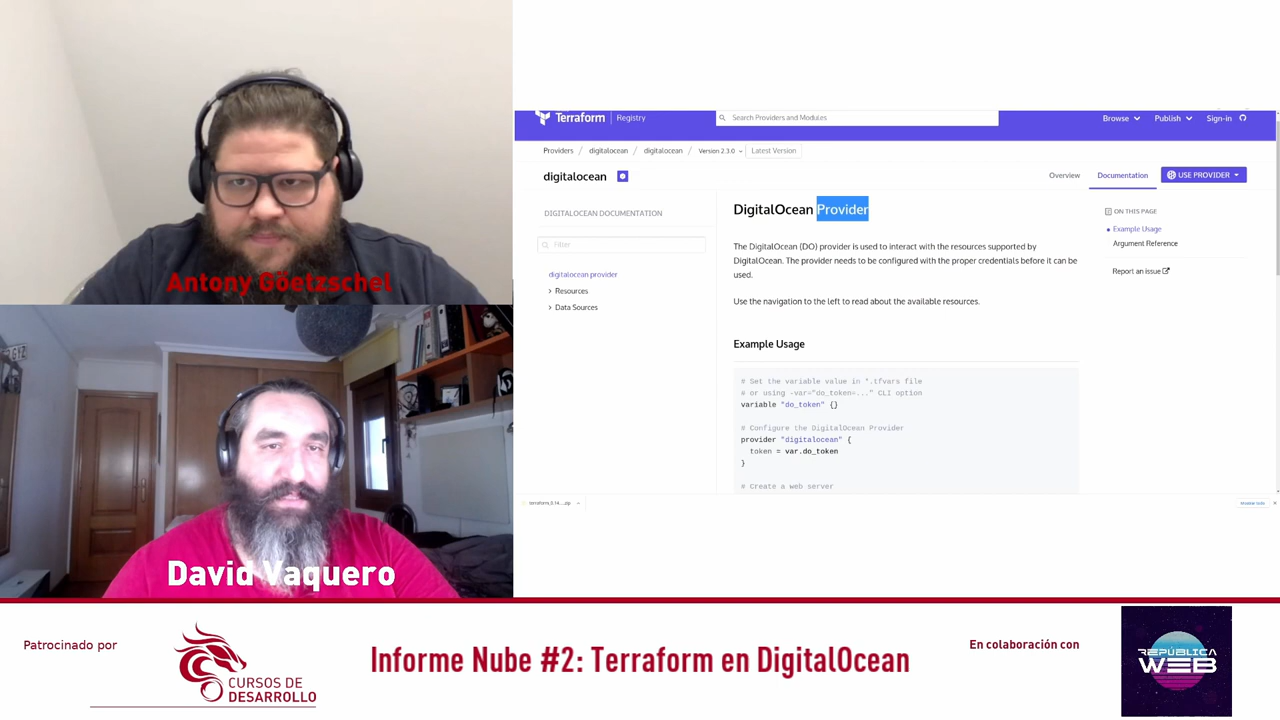 Antony Göetzschel
David Vaquero
Terraform
Registry
Search Providers and Modules
Browse
Publish
Sign-in
Providers / digitalocean / digitalocean / Version 2.3.0
Latest Version
digitalocean
Overview
Documentation
USE PROVIDER
DIGITALOCEAN DOCUMENTATION
Filter
digitalocean provider
Resources
Data Sources
DigitalOcean Provider
The DigitalOcean (DO) provider is used to interact with the resources supported by
DigitalOcean. The provider needs to be configured with the proper credentials before it can be
used.
Use the navigation to the left to read about the available resources.
Example Usage
# Set the variable value in *.tfvars file
# or using -var="do_token=..." CLI option
variable "do_token" {}
# Configure the DigitalOcean Provider
provider "digitalocean" {
token = var.do_token
}
# Create a web server
ON THIS PAGE
Example Usage
Argument Reference
Report an issue
terraform_0.14....zip
Patrocinado por
CURSOS DE
DESARROLLO
Informe Nube #2: Terraform en DigitalOcean
En colaboración con
REPÚBLICA
WEB